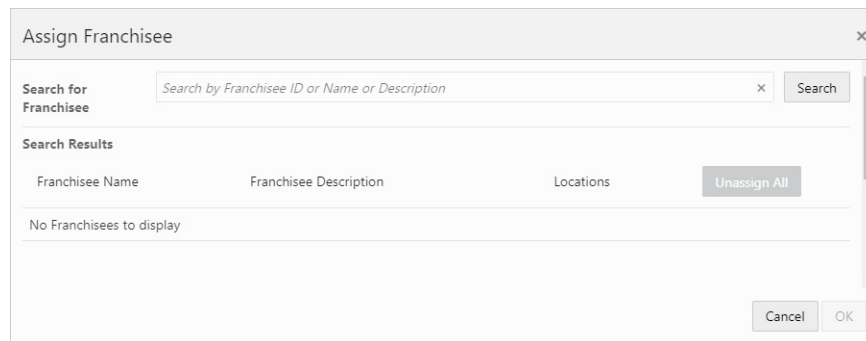 Assign Franchisee ×
Search for Franchisee
Search by Franchisee ID or Name or Description × Search
Search Results
Franchisee Name Franchisee Description Locations Unassign All
No Franchisees to display
Cancel OK